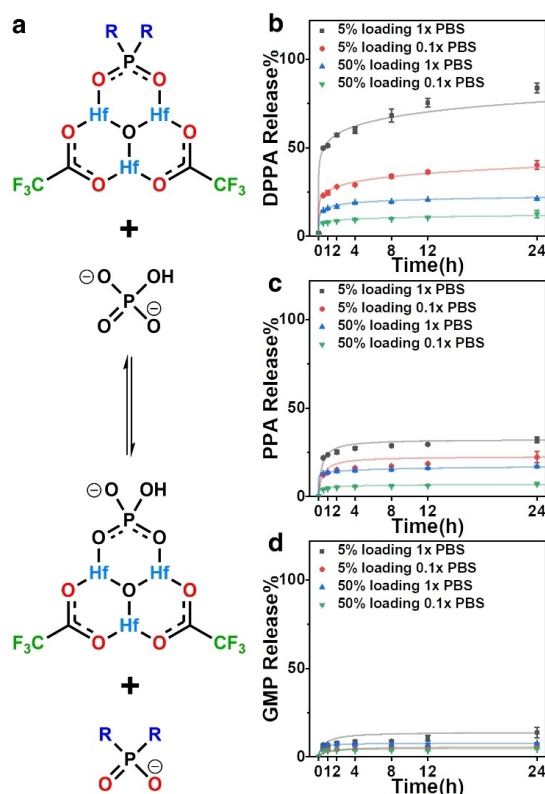 a
R R
P
O O
Hf Hf
O O O
Hf
F₃C O O CF₃
+
⊖O OH
P
O O⊖
⊖O OH
P
O O
Hf Hf
O O O
Hf
F₃C O O CF₃
+
R R
P
O O⊖
b
DPPA Release%
100
50
0
5% loading 1x PBS
5% loading 0.1x PBS
50% loading 1x PBS
50% loading 0.1x PBS
0 1 2 4 8 12 24
Time(h)
c
PPA Release%
100
50
0
5% loading 1x PBS
5% loading 0.1x PBS
50% loading 1x PBS
50% loading 0.1x PBS
0 1 2 4 8 12 24
Time(h)
d
GMP Release%
100
50
0
5% loading 1x PBS
5% loading 0.1x PBS
50% loading 1x PBS
50% loading 0.1x PBS
0 1 2 4 8 12 24
Time(h)